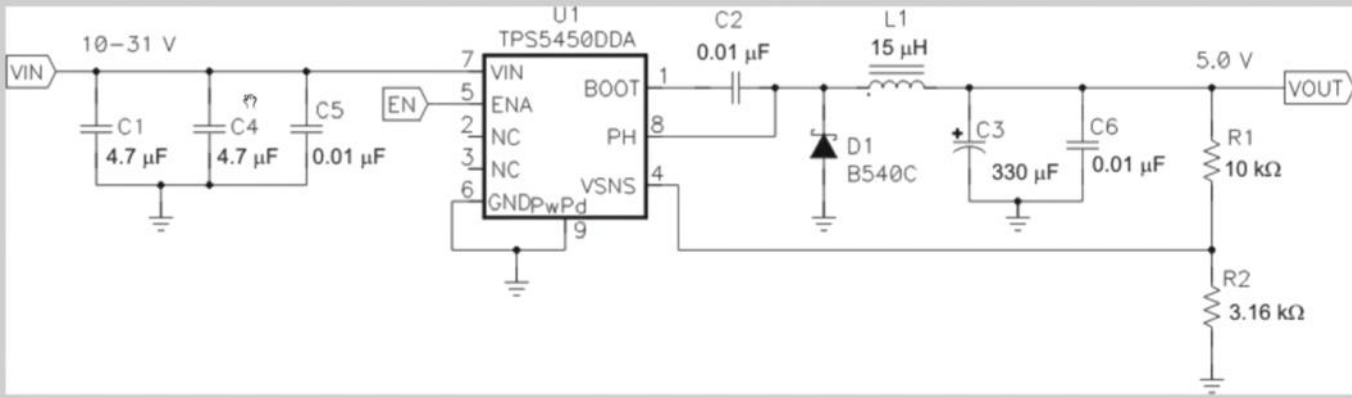 U1
TPS5450DDA
10-31 V
VIN
C1
4.7 µF
C4
4.7 µF
C5
0.01 µF
EN
7
5
2
3
6
VIN
ENA
NC
NC
GND
PwPd
9
BOOT
PH
VSNS
1
8
4
C2
0.01 µF
L1
15 µH
D1
B540C
C3
330 µF
C6
0.01 µF
5.0 V
VOUT
R1
10 kΩ
R2
3.16 kΩ